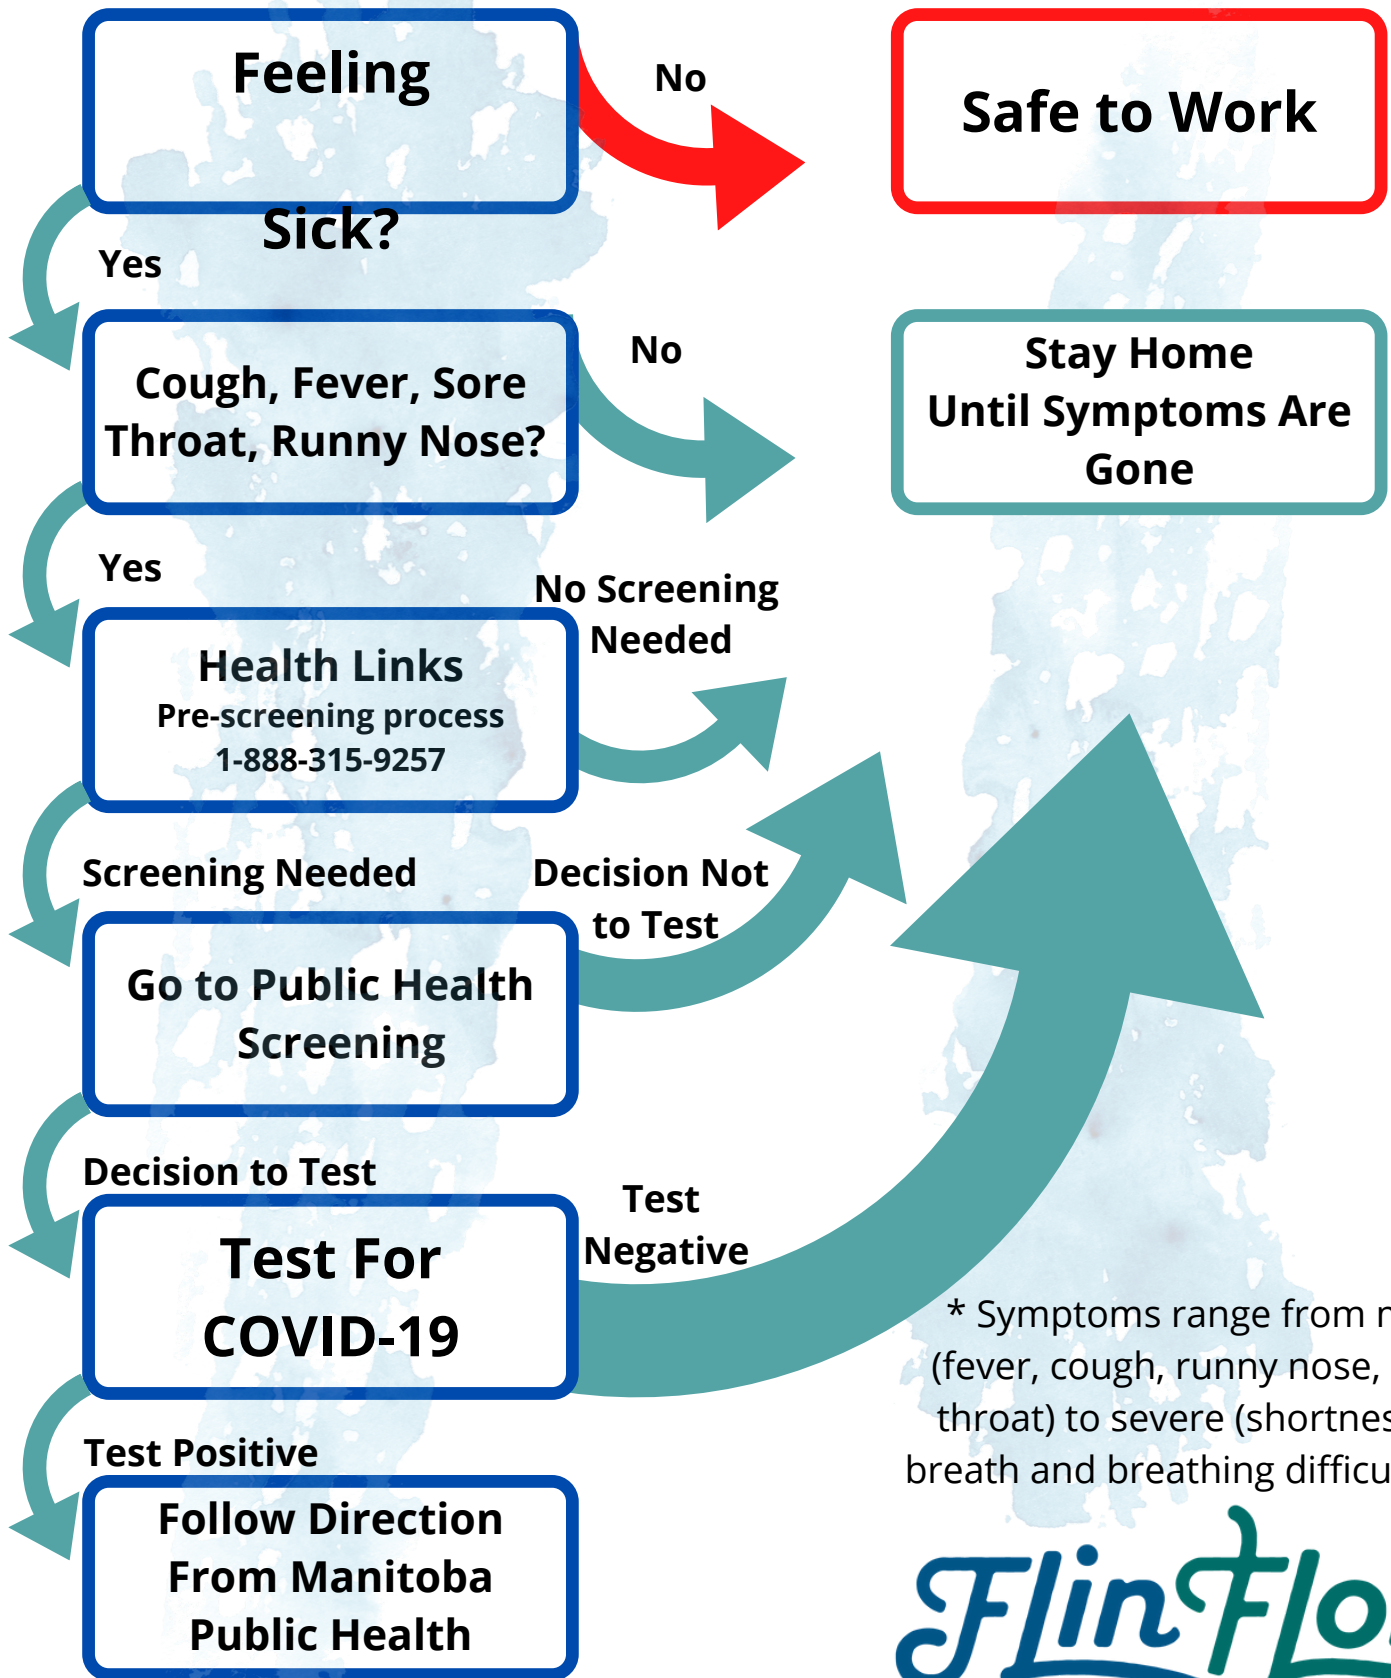 Feeling
Sick?
No
Safe to Work
Yes
Cough, Fever, Sore
Throat, Runny Nose?
No
Stay Home
Until Symptoms Are
Gone
Yes
No Screening
Needed
Health Links
Pre-screening process
1-888-315-9257
Screening Needed
Decision Not
to Test
Go to Public Health
Screening
Decision to Test
Test
Negative
Test For
COVID-19
* Symptoms range from
(fever, cough, runny nose,
throat) to severe (shortnes
breath and breathing difficu
Test Positive
Follow Direction
From Manitoba
Public Health
Flin Flo